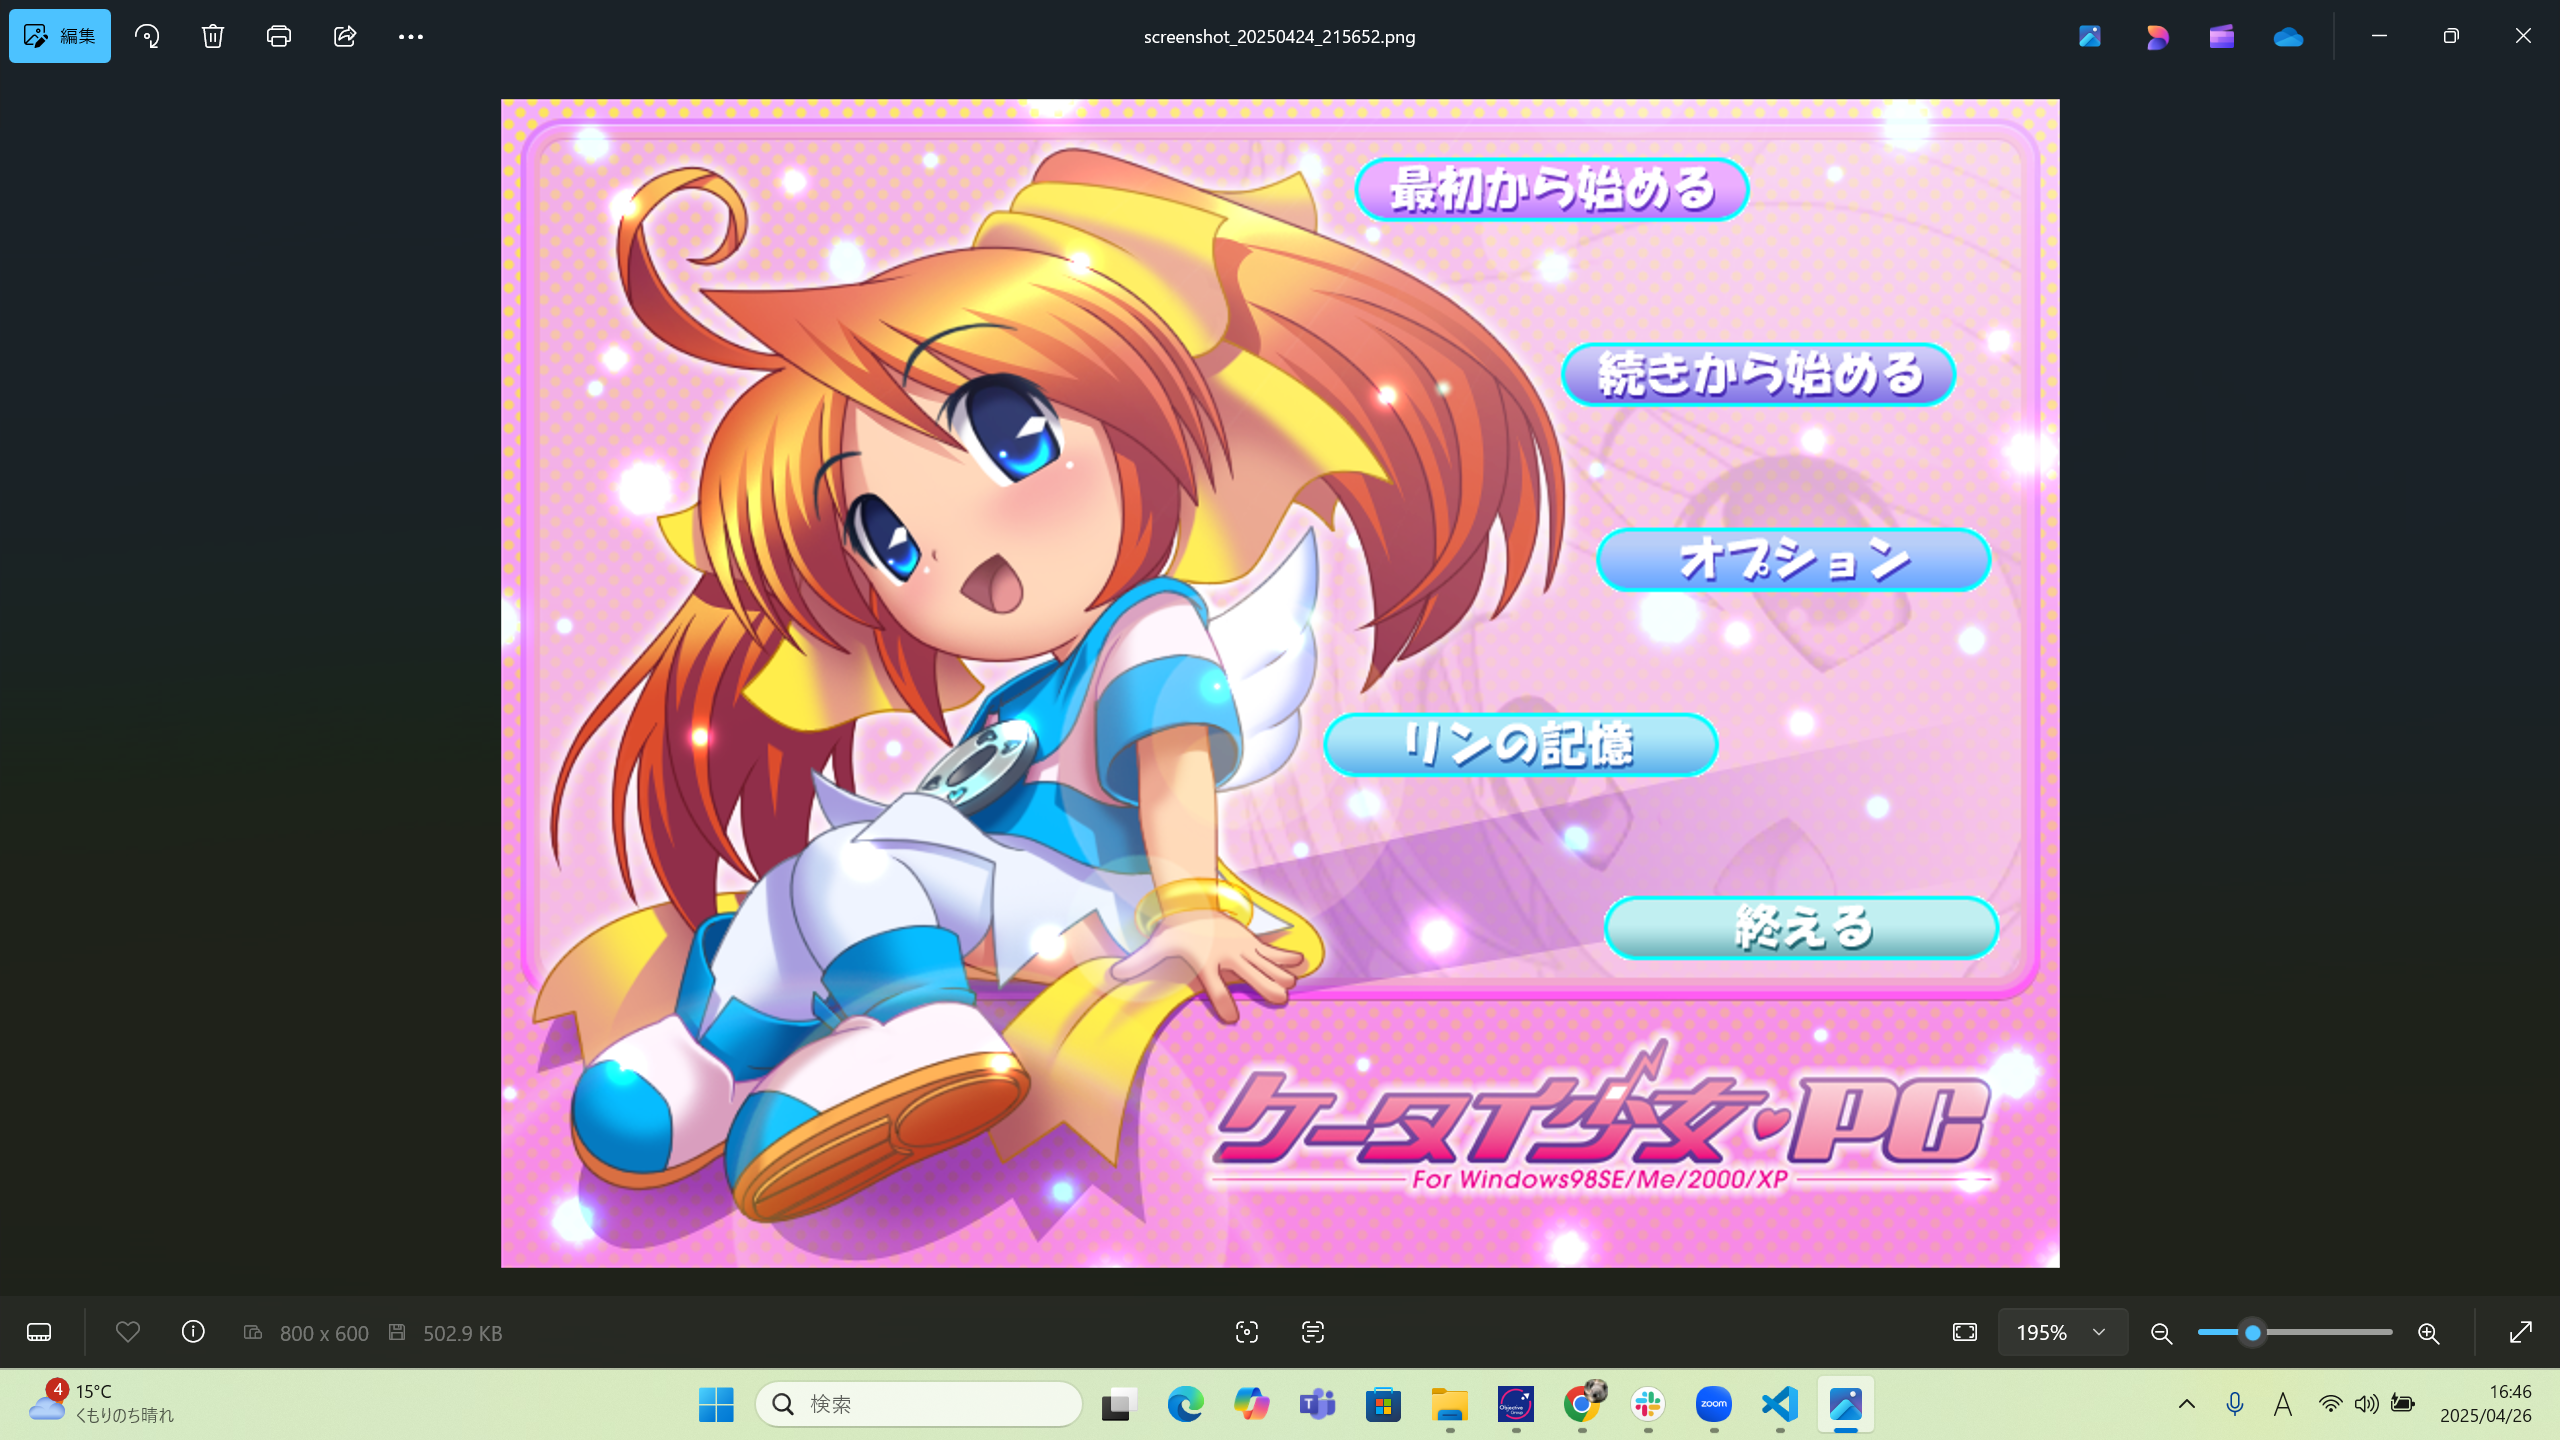 編集
screenshot_20250424_215652.png
最初から始める
続きから始める
オプション
リンの記憶
終える
ケータイ少女・PC
For Windows98SE/Me/2000/XP
800 x 600
502.9 KB
195%
4
15°C
くもりのち晴れ
検索
Objective Group
zoom
A
16:46
2025/04/26